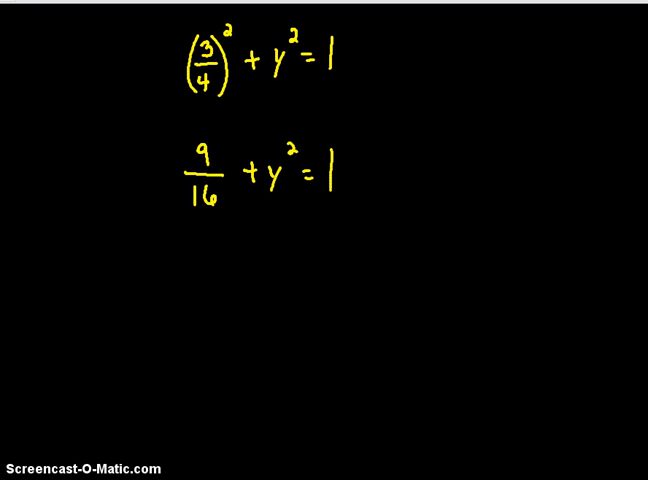 (3/4)² + y² = 1
9/16 + y² = 1
Screencast-O-Matic.com